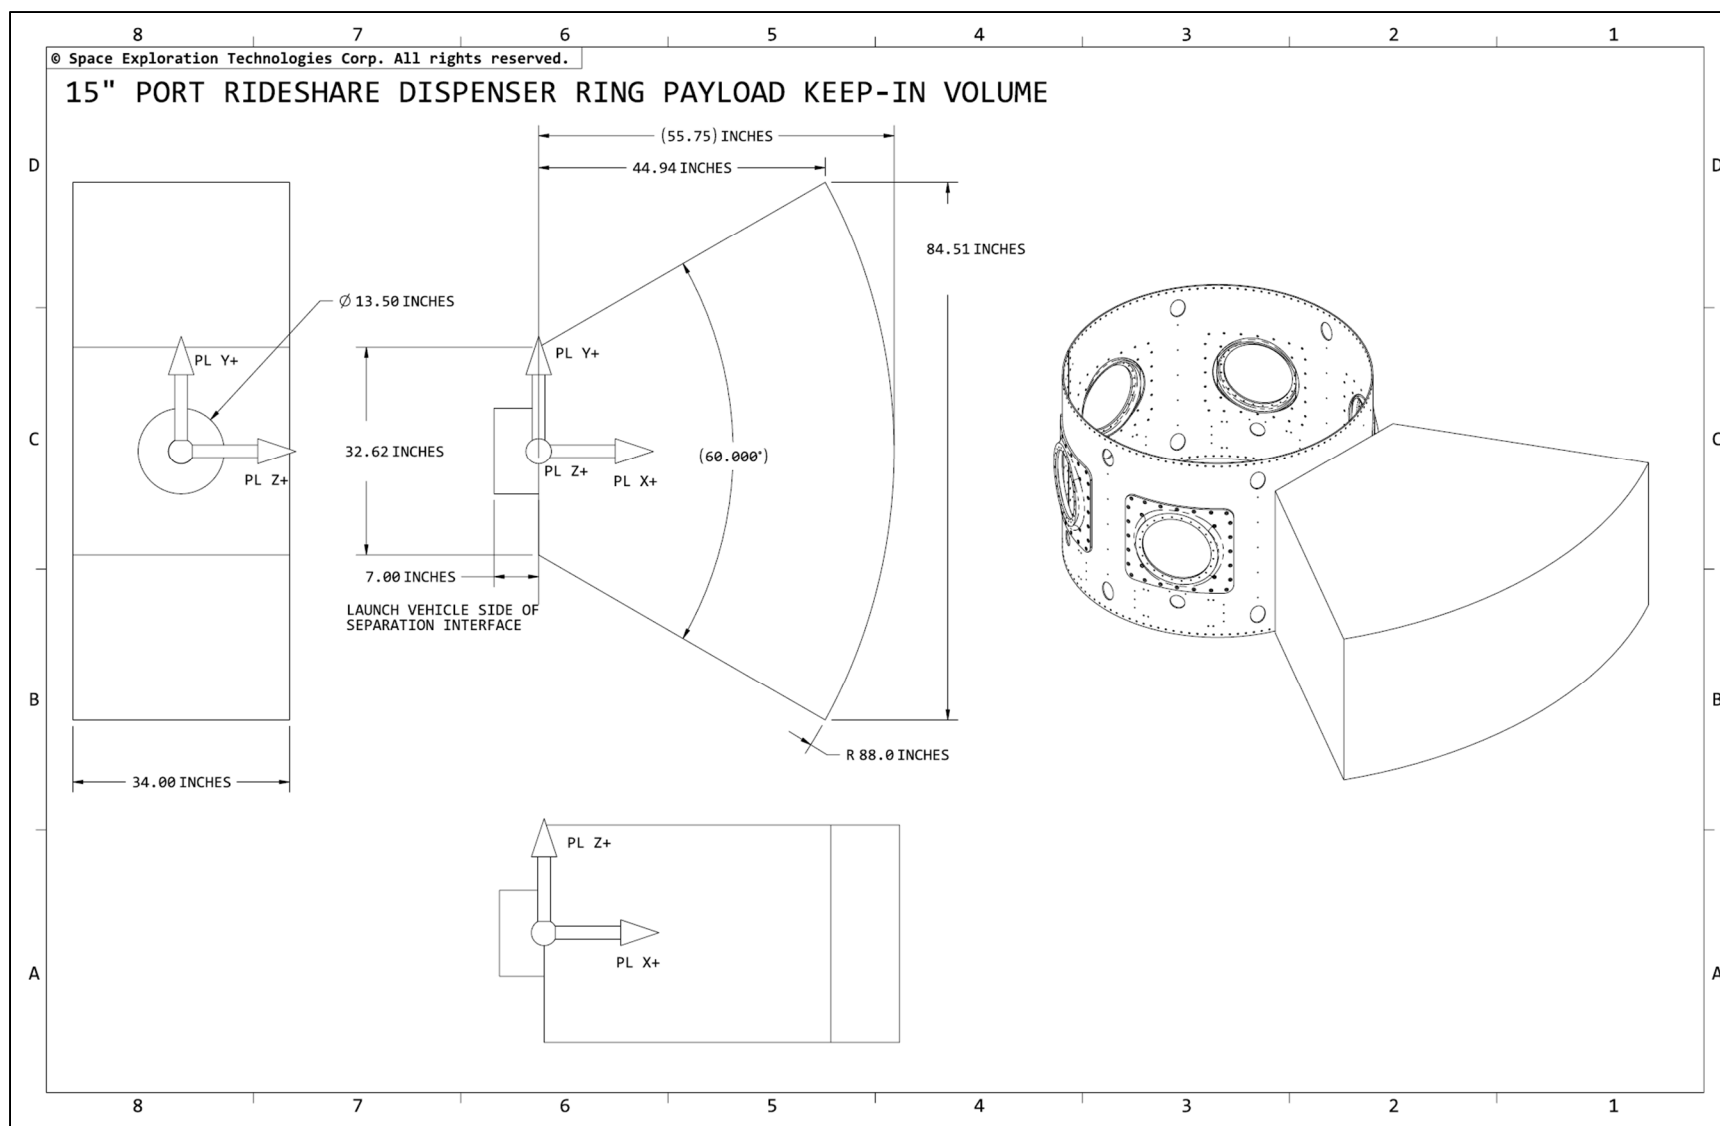 8 7 6 5 4 3 2 1
© Space Exploration Technologies Corp. All rights reserved.
15" PORT RIDESHARE DISPENSER RING PAYLOAD KEEP-IN VOLUME
(55.75) INCHES
D D
44.94 INCHES
84.51 INCHES
Ø 13.50 INCHES
PL Y+
PL Z+
PL Y+
PL Z+
PL X+
C C
32.62 INCHES
(60.000°)
7.00 INCHES
LAUNCH VEHICLE SIDE OF
SEPARATION INTERFACE
B B
R 88.0 INCHES
34.00 INCHES
PL Z+
PL X+
A A
8 7 6 5 4 3 2 1